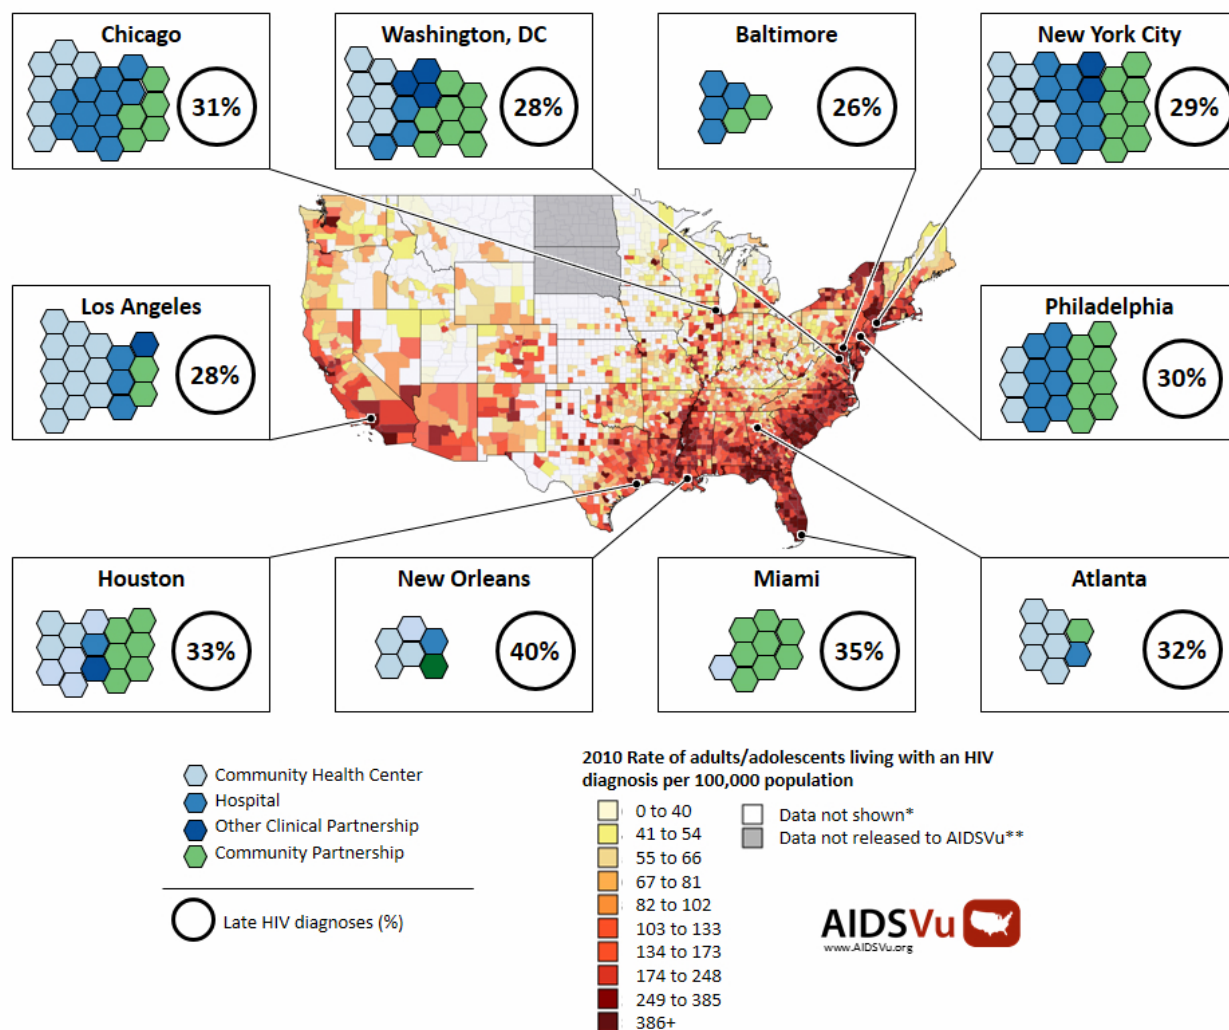 Chicago
31%
Washington, DC
28%
Baltimore
26%
New York City
29%
Los Angeles
28%
Philadelphia
30%
Houston
33%
New Orleans
40%
Miami
35%
Atlanta
32%
Community Health Center
Hospital
Other Clinical Partnership
Community Partnership
Late HIV diagnoses (%)
2010 Rate of adults/adolescents living with an HIV
diagnosis per 100,000 population
0 to 40
41 to 54
55 to 66
67 to 81
82 to 102
103 to 133
134 to 173
174 to 248
249 to 385
386+
Data not shown*
Data not released to AIDSVu**
AIDSVu
www.AIDSVu.org